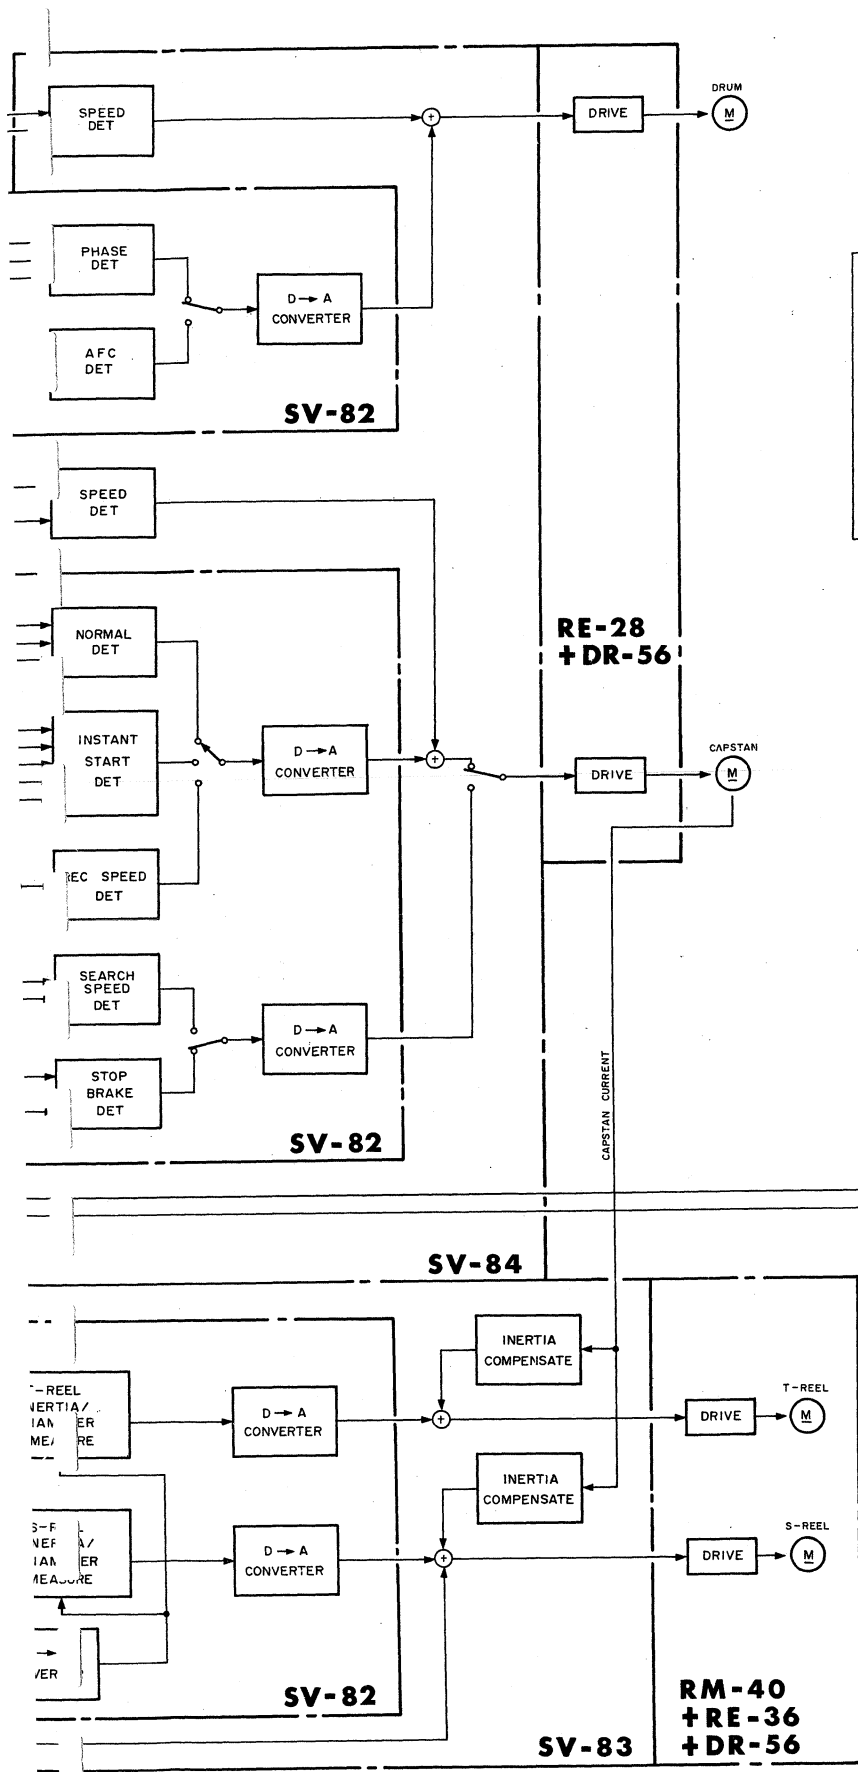 DRUM
SPEED
DET
DRIVE
M
PHASE
DET
D → A
CONVERTER
AFC
DET
SV-82
SPEED
DET
NORMAL
DET
RE-28
+DR-56
INSTANT
START
DET
D → A
CONVERTER
CAPSTAN
DRIVE
M
EC SPEED
DET
SEARCH
SPEED
DET
D → A
CONVERTER
STOP
BRAKE
DET
CAPSTAN CURRENT
SV-82
SV-84
INERTIA
COMPENSATE
T-REEL
-REEL
NERTIA/
D → A
CONVERTER
DRIVE
M
INERTIA
COMPENSATE
S-REEL
D → A
CONVERTER
DRIVE
M
SV-82
RM-40
+RE-36
+DR-56
SV-83